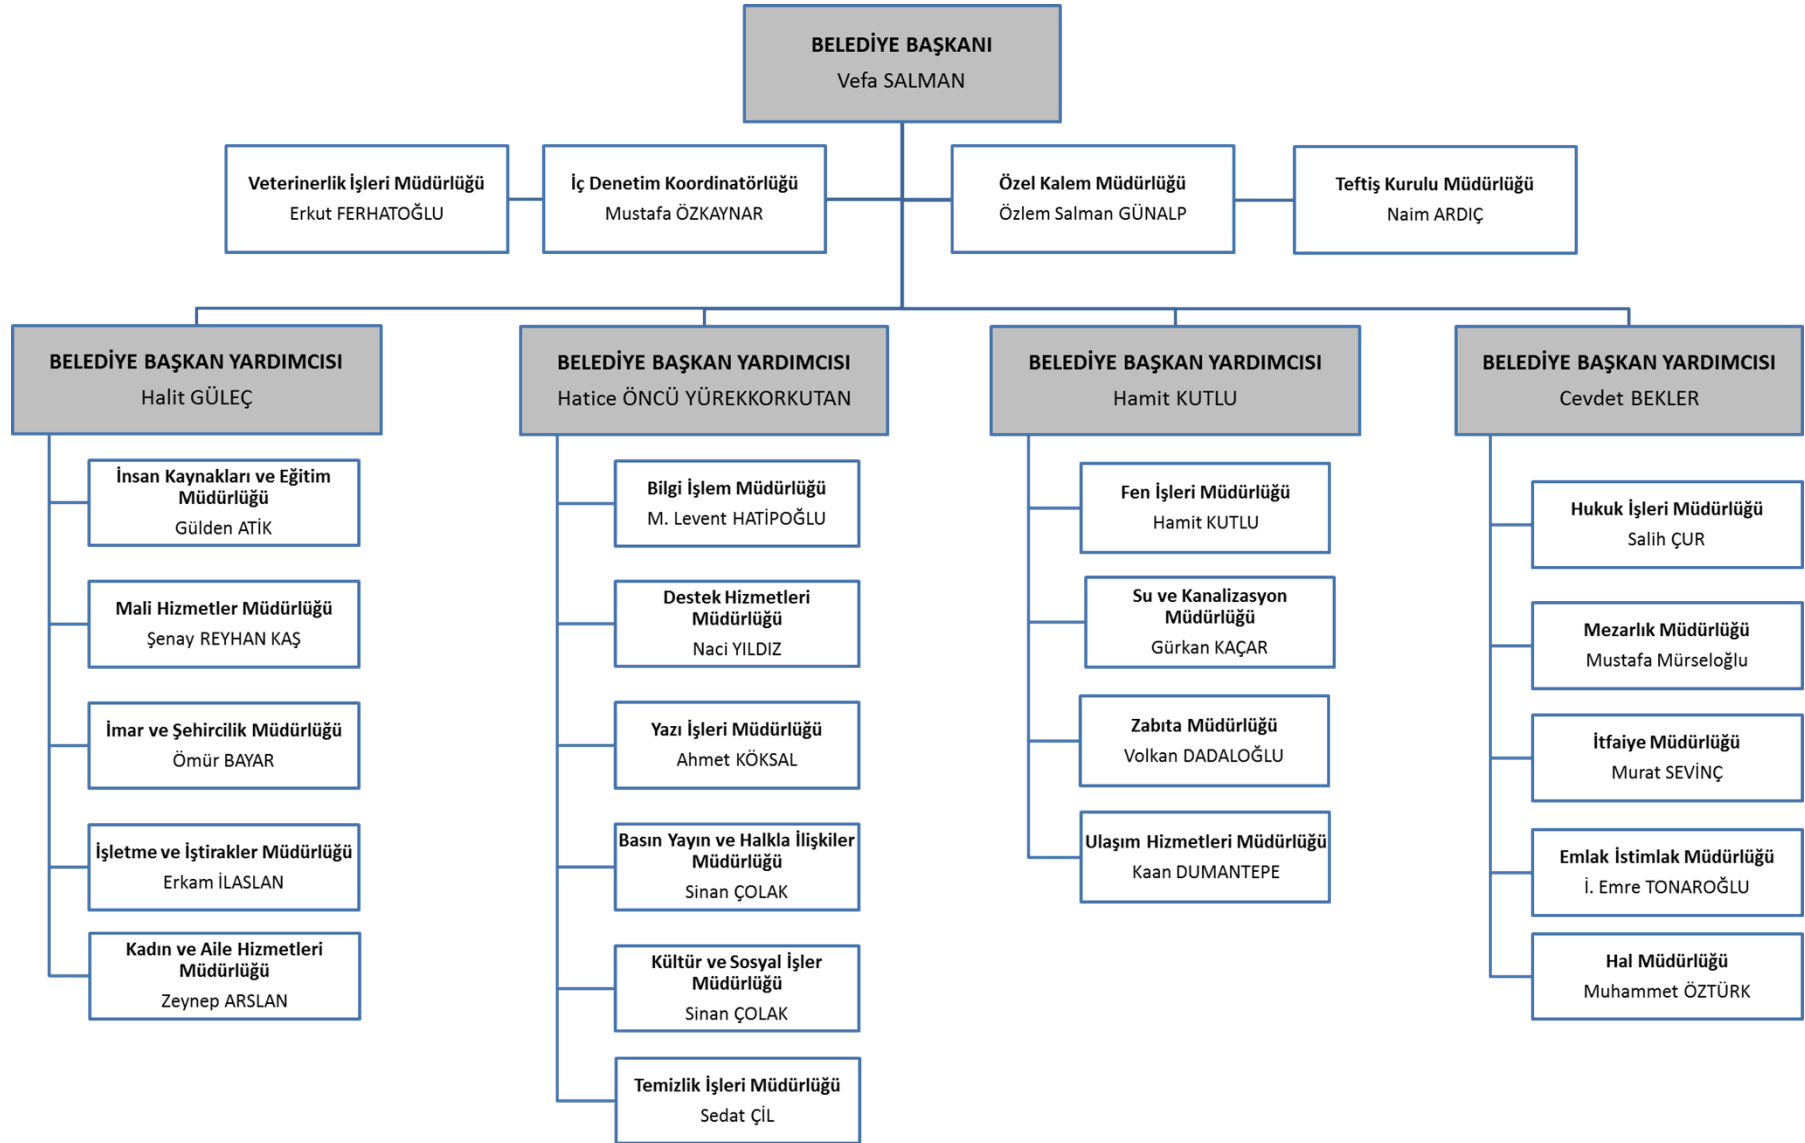 BELEDİYE BAŞKANI
Vefa SALMAN
Veterinerlik İşleri Müdürlüğü
Erkut FERHATOĞLU
İç Denetim Koordinatörlüğü
Mustafa ÖZKAYNAR
Özel Kalem Müdürlüğü
Özlem Salman GÜNALP
Teftiş Kurulu Müdürlüğü
Naim ARDIÇ
BELEDİYE BAŞKAN YARDIMCISI
Halit GÜLEÇ
İnsan Kaynakları ve Eğitim
Müdürlüğü
Gülden ATİK
Mali Hizmetler Müdürlüğü
Şenay REYHAN KAŞ
İmar ve Şehircilik Müdürlüğü
Ömür BAYAR
İşletme ve İştirakler Müdürlüğü
Erkam İLASLAN
Kadın ve Aile Hizmetleri
Müdürlüğü
Zeynep ARSLAN
BELEDİYE BAŞKAN YARDIMCISI
Hatice ÖNCÜ YÜREKKORKUTAN
Bilgi İşlem Müdürlüğü
M. Levent HATİPOĞLU
Destek Hizmetleri
Müdürlüğü
Naci YILDIZ
Yazı İşleri Müdürlüğü
Ahmet KÖKSAL
Basın Yayın ve Halkla İlişkiler
Müdürlüğü
Sinan ÇOLAK
Kültür ve Sosyal İşler
Müdürlüğü
Sinan ÇOLAK
Temizlik İşleri Müdürlüğü
Sedat ÇİL
BELEDİYE BAŞKAN YARDIMCISI
Hamit KUTLU
Fen İşleri Müdürlüğü
Hamit KUTLU
Su ve Kanalizasyon
Müdürlüğü
Gürkan KAÇAR
Zabıta Müdürlüğü
Volkan DADALOĞLU
Ulaşım Hizmetleri Müdürlüğü
Kaan DUMANTEPE
BELEDİYE BAŞKAN YARDIMCISI
Cevdet BEKLER
Hukuk İşleri Müdürlüğü
Salih ÇUR
Mezarlık Müdürlüğü
Mustafa Mürseloğlu
İtfaiye Müdürlüğü
Murat SEVİNÇ
Emlak İstimlak Müdürlüğü
İ. Emre TONAROĞLU
Hal Müdürlüğü
Muhammet ÖZTÜRK